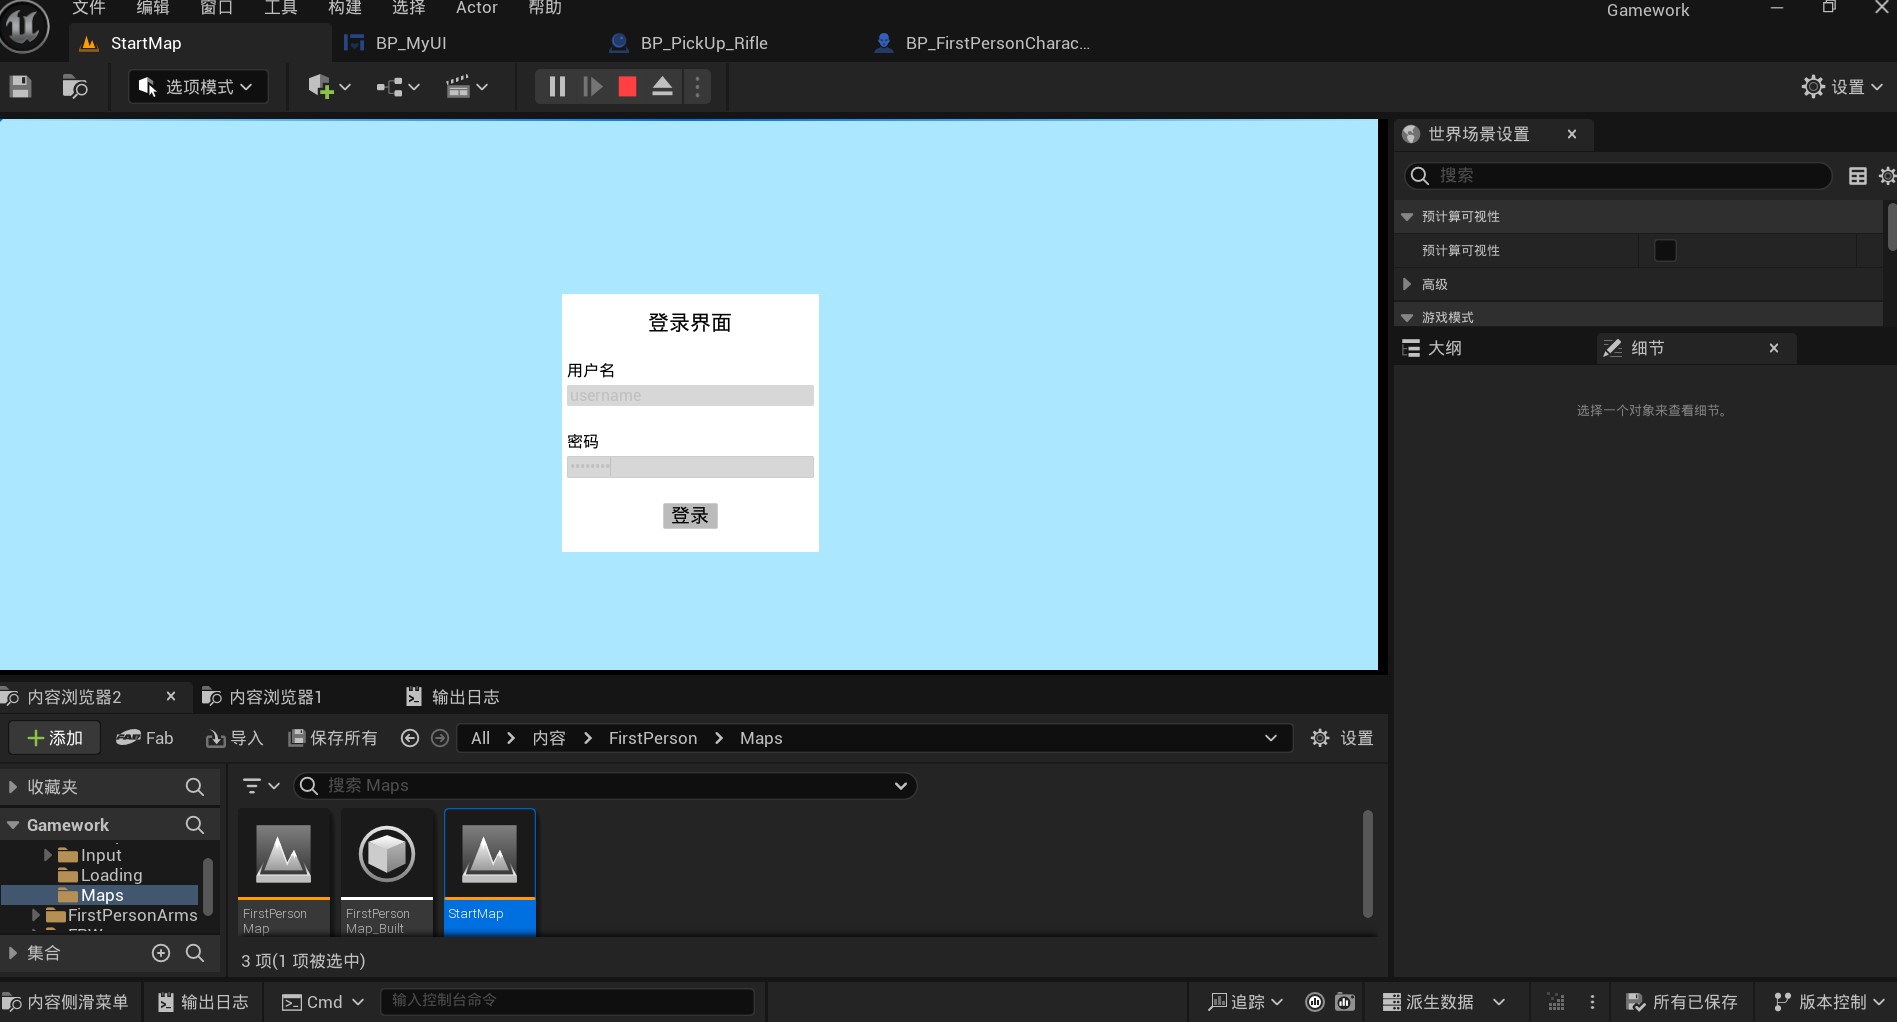 文件 编辑 窗口 工具 构建 选择 Actor 帮助 Gamework
StartMap BP_MyUI BP_PickUp_Rifle BP_FirstPersonCharac...
选项模式 设置
世界场景设置
搜索
预计算可视性
预计算可视性
高级
游戏模式
大纲 细节
选择一个对象来查看细节。
登录界面
用户名
username
密码
登录
内容浏览器2 内容浏览器1 输出日志
添加 Fab 导入 保存所有 All 内容 FirstPerson Maps 设置
收藏夹 搜索 Maps
Gamework
Input
Loading
Maps
FirstPersonArms
集合
FirstPerson
Map
FirstPerson
Map_Built
StartMap
3 项(1 项被选中)
内容侧滑菜单 输出日志 Cmd 输入控制台命令 追踪 派生数据 所有已保存 版本控制